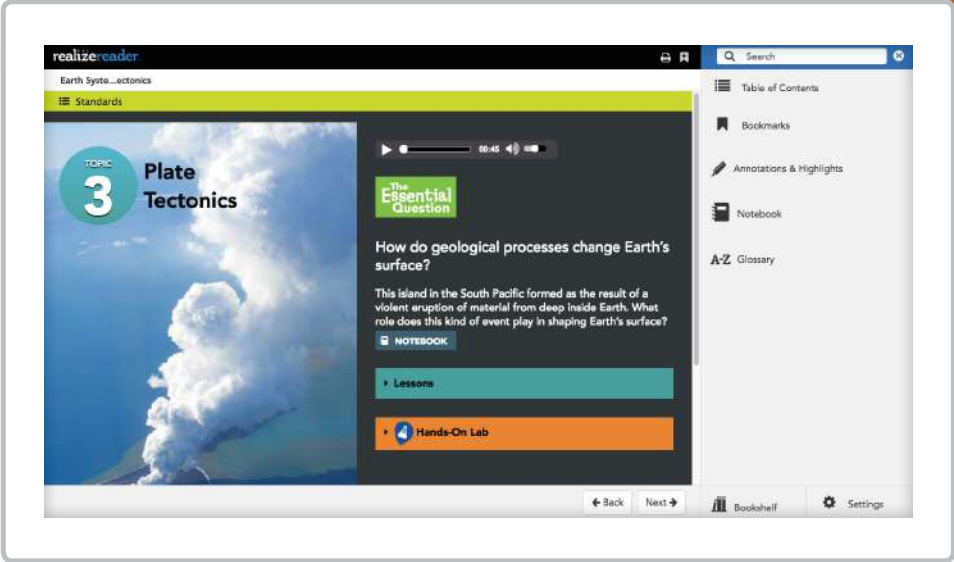 realizereader.
Search
Earth Syste...ectonics
Standards
TOPIC
3
Plate
Tectonics
00:45
The
Essential
Question
How do geological processes change Earth's
surface?
This island in the South Pacific formed as the result of a
violent eruption of material from deep inside Earth. What
role does this kind of event play in shaping Earth's surface?
NOTEBOOK
Lessons
Hands-On Lab
Back
Next
Table of Contents
Bookmarks
Annotations & Highlights
Notebook
A-Z Glossary
Bookshelf
Settings